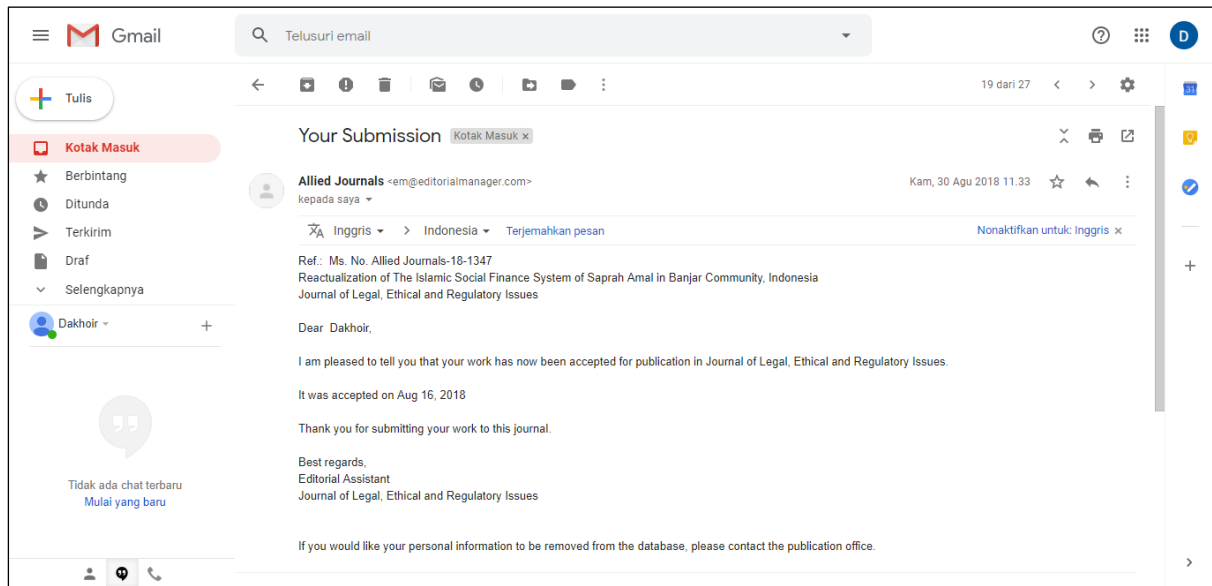 Gmail
Telusuri email
D
Tulis
19 dari 27
31
Kotak Masuk
Berbintang
Ditunda
Terkirim
Draf
Selengkapnya
Dakhoir
Tidak ada chat terbaru
Mulai yang baru
Your Submission Kotak Masuk x
Allied Journals <em@editorialmanager.com> Kam, 30 Agu 2018 11.33
kepada saya
Inggris > Indonesia Terjemahkan pesan Nonaktifkan untuk: Inggris x
Ref.: Ms. No. Allied Journals-18-1347
Reactualization of The Islamic Social Finance System of Saprah Amal in Banjar Community, Indonesia
Journal of Legal, Ethical and Regulatory Issues
Dear Dakhoir,
I am pleased to tell you that your work has now been accepted for publication in Journal of Legal, Ethical and Regulatory Issues.
It was accepted on Aug 16, 2018
Thank you for submitting your work to this journal.
Best regards,
Editorial Assistant
Journal of Legal, Ethical and Regulatory Issues
If you would like your personal information to be removed from the database, please contact the publication office.